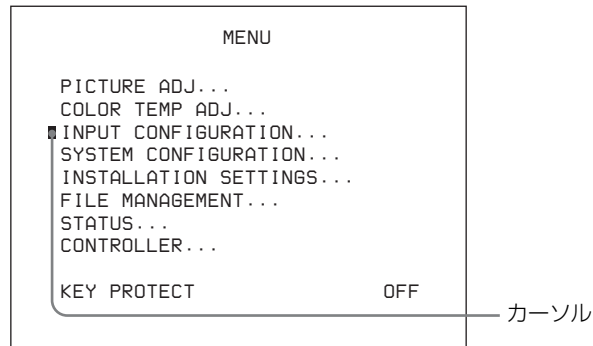 MENU
PICTURE ADJ...
COLOR TEMP ADJ...
INPUT CONFIGURATION...
SYSTEM CONFIGURATION...
INSTALLATION SETTINGS...
FILE MANAGEMENT...
STATUS...
CONTROLLER...
KEY PROTECT OFF
カーソル